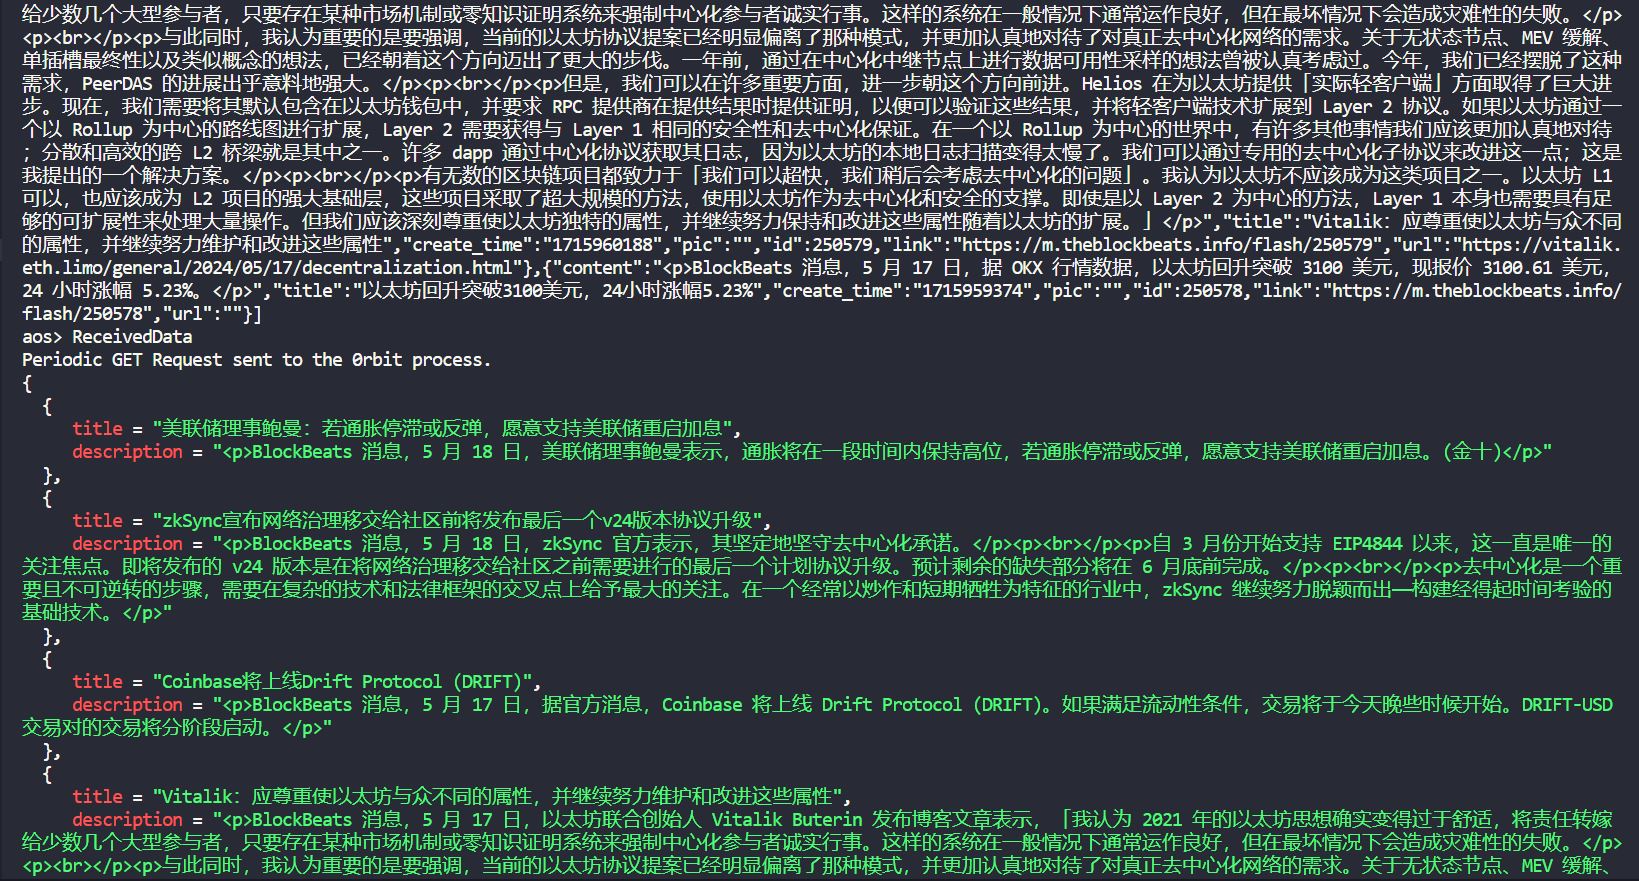 给少数几个大型参与者，只要存在某种市场机制或零知识证明系统来强制中心化参与者诚实行事。这样的系统在一般情况下通常运作良好，但在最坏情况下会造成灾难性的失败。</p>
<p><br></p><p>与此同时，我认为重要的是要强调，当前的以太坊协议提案已经明显偏离了那种模式，并更加认真地对待了对真正去中心化网络的需求。关于无状态节点、MEV 缓解、
单插槽最终性以及类似概念的想法，已经朝着这个方向迈出了更大的步伐。一年前，通过在中心化中继节点上进行数据可用性采样的想法曾被认真考虑过。今年，我们已经摆脱了这种
需求，PeerDAS 的进展出乎意料地强大。</p><p><br></p><p>但是，我们可以在许多重要方面，进一步朝这个方向前进。Helios 在为以太坊提供「实际轻客户端」方面取得了巨大进
步。现在，我们需要将其默认包含在以太坊钱包中，并要求 RPC 提供商在提供结果时提供证明，以便可以验证这些结果，并将轻客户端技术扩展到 Layer 2 协议。如果以太坊通过一
个以 Rollup 为中心的路线图进行扩展，Layer 2 需要获得与 Layer 1 相同的安全性和去中心化保证。在一个以 Rollup 为中心的世界中，有许多其他事情我们应该更加认真地对待
；分散和高效的跨 L2 桥梁就是其中之一。许多 dapp 通过中心化协议获取其日志，因为以太坊的本地日志扫描变得太慢了。我们可以通过专用的去中心化子协议来改进这一点；这是
我提出的一个解决方案。</p><p><br></p><p>有无数的区块链项目都致力于「我们可以超快，我们稍后会考虑去中心化的问题」。我认为以太坊不应该成为这类项目之一。以太坊 L1
可以，也应该成为 L2 项目的强大基础层，这些项目采取了超大规模的方法，使用以太坊作为去中心化和安全的支撑。即使是以 Layer 2 为中心的方法，Layer 1 本身也需要具有足
够的可扩展性来处理大量操作。但我们应该深刻尊重使以太坊独特的属性，并继续努力保持和改进这些属性随着以太坊的扩展。」</p>","title":"Vitalik：应尊重使以太坊与众不同
的属性，并继续努力维护和改进这些属性","create_time":"1715960188","pic":"","id":250579,"link":"https://m.theblockbeats.info/flash/250579","url":"https://vitalik.
eth.limo/general/2024/05/17/decentralization.html"},{"content":"<p>BlockBeats 消息，5 月 17 日，据 OKX 行情数据，以太坊回升突破 3100 美元，现报价 3100.61 美元，
24 小时涨幅 5.23%。</p>","title":"以太坊回升突破3100美元，24小时涨幅5.23%","create_time":"1715959374","pic":"","id":250578,"link":"https://m.theblockbeats.info/
flash/250578","url":""}]
aos> ReceivedData
Periodic GET Request sent to the 0rbit process.
{
{
title = "美联储理事鲍曼：若通胀停滞或反弹，愿意支持美联储重启加息",
description = "<p>BlockBeats 消息，5 月 18 日，美联储理事鲍曼表示，通胀将在一段时间内保持高位，若通胀停滞或反弹，愿意支持美联储重启加息。(金十)</p>"
},
{
title = "zkSync宣布网络治理移交给社区前将发布最后一个v24版本协议升级",
description = "<p>BlockBeats 消息，5 月 18 日，zkSync 官方表示，其坚定地坚守去中心化承诺。</p><p><br></p><p>自 3 月份开始支持 EIP4844 以来，这一直是唯一的
关注焦点。即将发布的 v24 版本是在将网络治理移交给社区之前需要进行的最后一个计划协议升级。预计剩余的缺失部分将在 6 月底前完成。</p><p><br></p><p>去中心化是一个重
要且不可逆转的步骤，需要在复杂的技术和法律框架的交叉点上给予最大的关注。在一个经常以炒作和短期牺牲为特征的行业中，zkSync 继续努力脱颖而出——构建经得起时间考验的
基础技术。</p>"
},
{
title = "Coinbase将上线Drift Protocol (DRIFT)",
description = "<p>BlockBeats 消息，5 月 17 日，据官方消息，Coinbase 将上线 Drift Protocol (DRIFT)。如果满足流动性条件，交易将于今天晚些时候开始。DRIFT-USD
交易对的交易将分阶段启动。</p>"
},
{
title = "Vitalik：应尊重使以太坊与众不同的属性，并继续努力维护和改进这些属性",
description = "<p>BlockBeats 消息，5 月 17 日，以太坊联合创始人 Vitalik Buterin 发布博客文章表示，「我认为 2021 年的以太坊思想确实变得过于舒适，将责任转嫁
给少数几个大型参与者，只要存在某种市场机制或零知识证明系统来强制中心化参与者诚实行事。这样的系统在一般情况下通常运作良好，但在最坏情况下会造成灾难性的失败。</p>
<p><br></p><p>与此同时，我认为重要的是要强调，当前的以太坊协议提案已经明显偏离了那种模式，并更加认真地对待了对真正去中心化网络的需求。关于无状态节点、MEV 缓解、